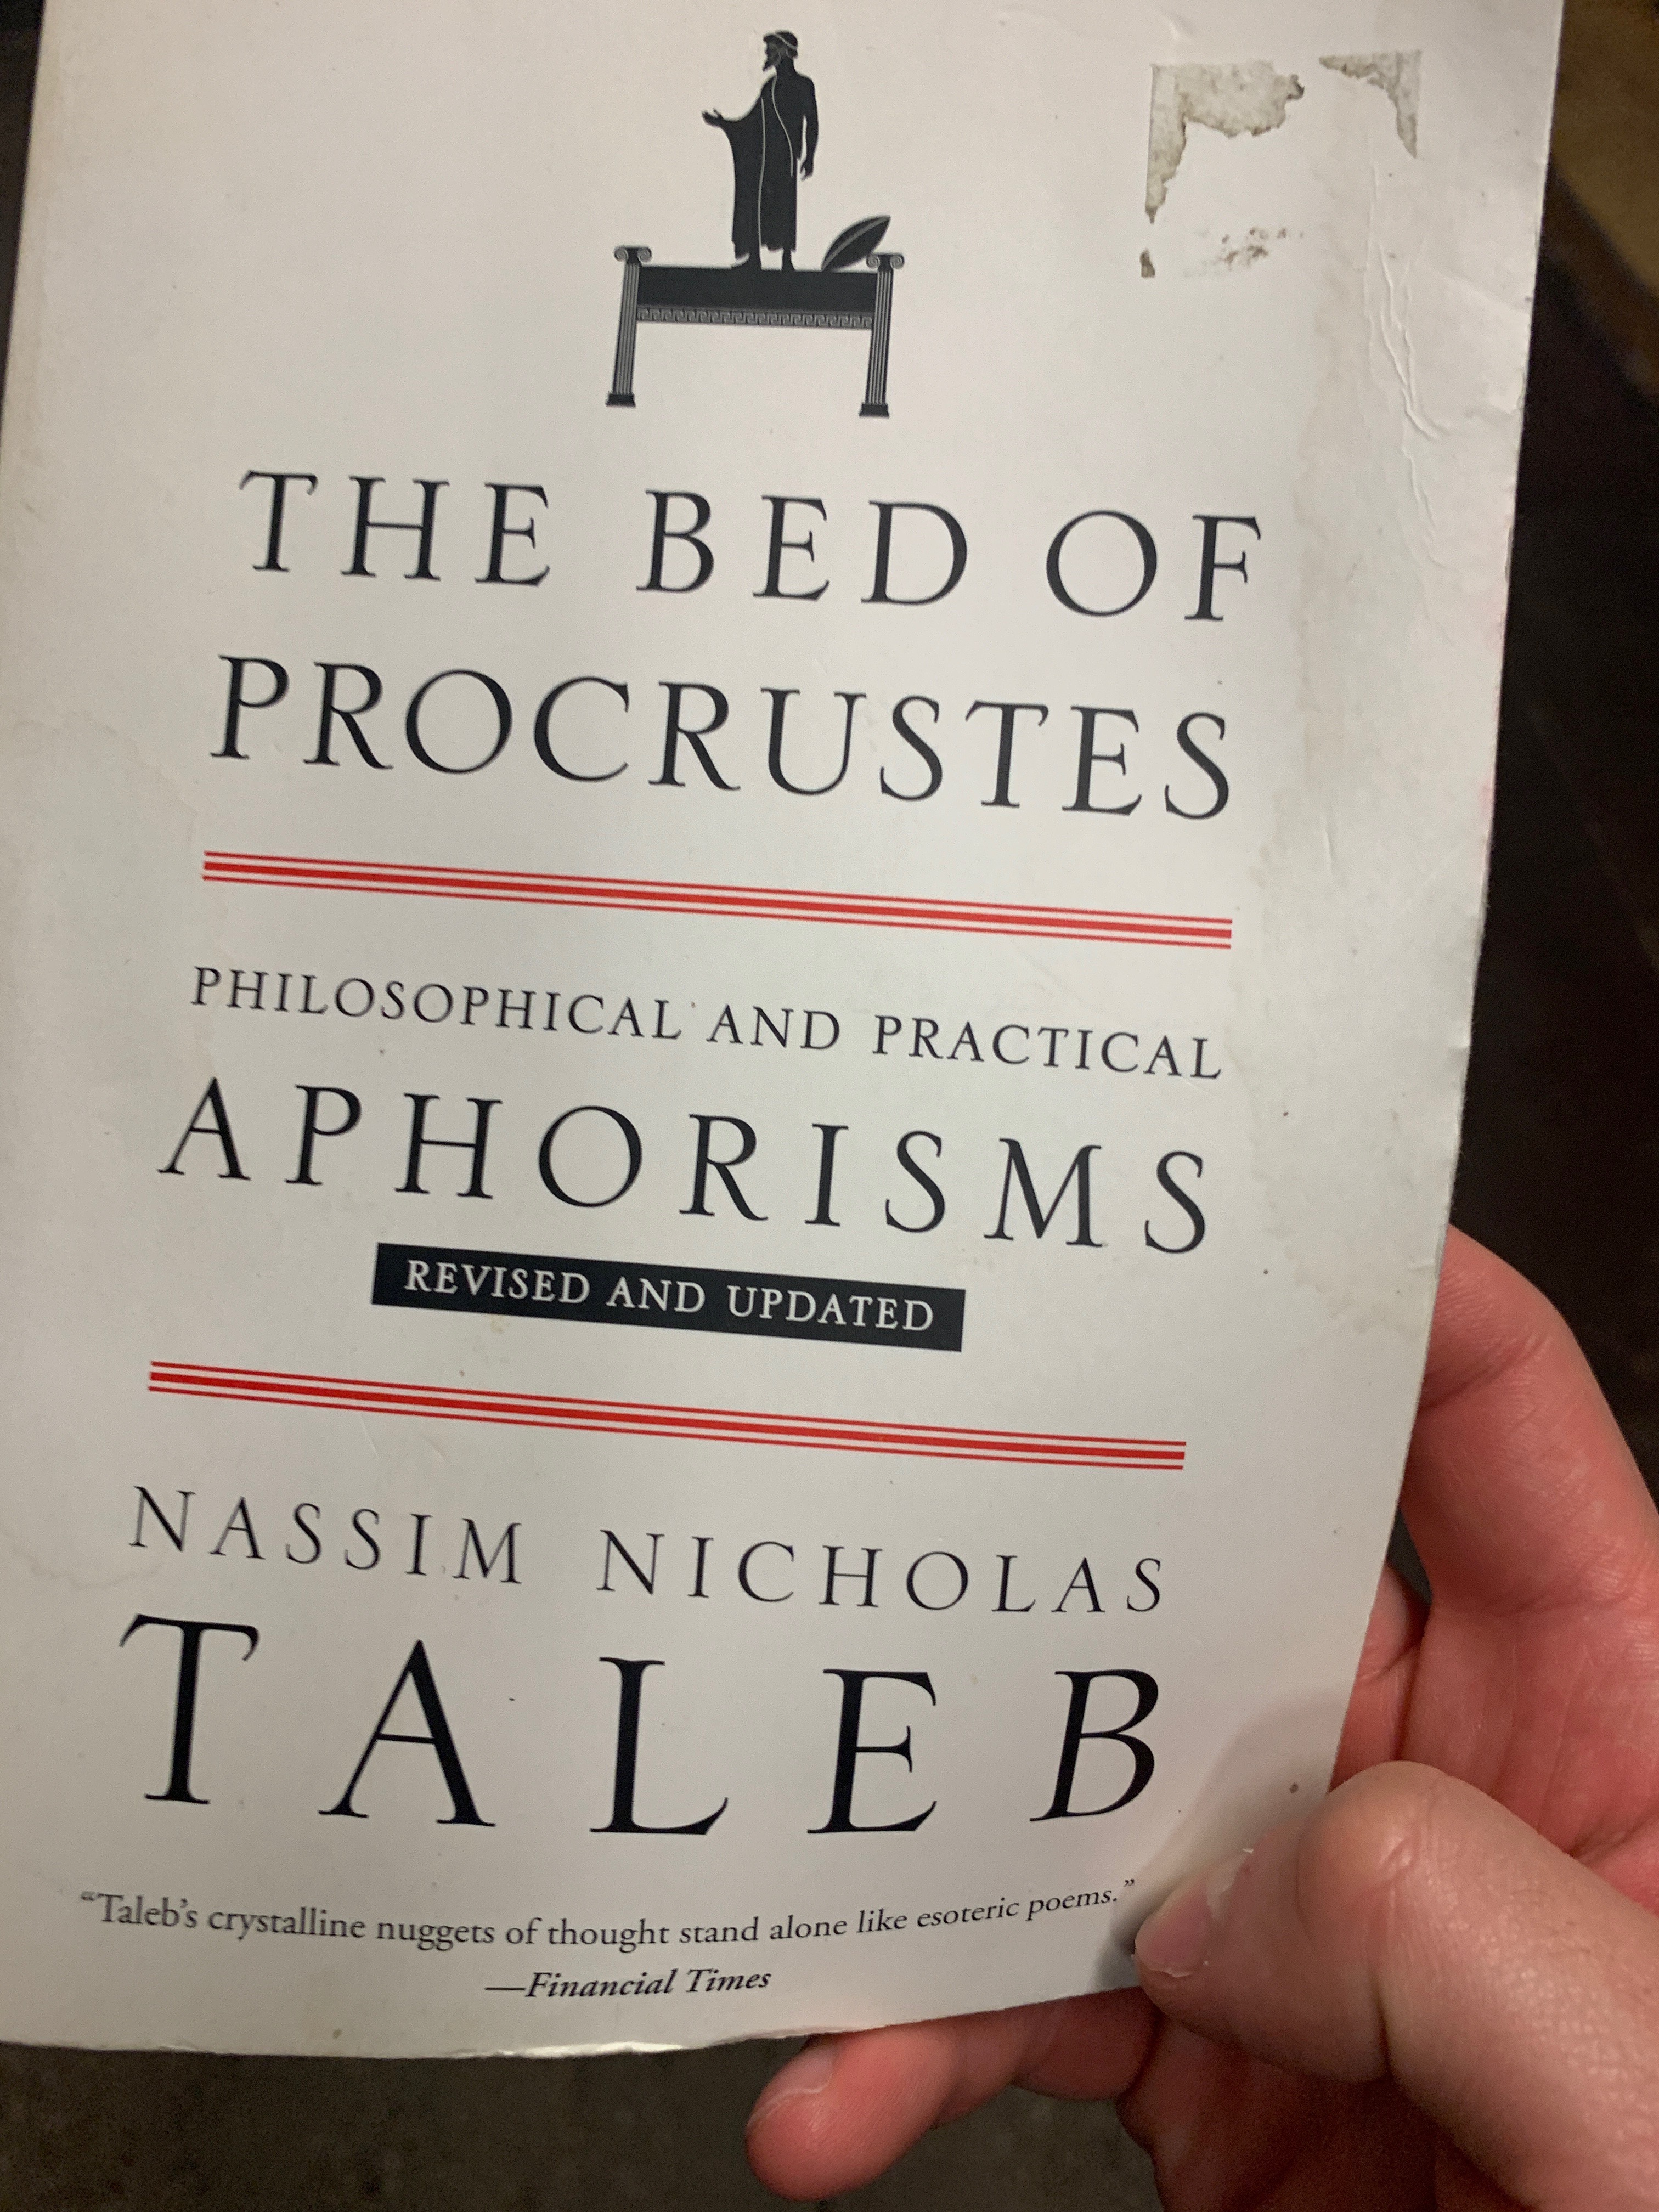 THE BED OF
PROCRUSTES
PHILOSOPHICAL AND PRACTICAL
APHORISMS
REVISED AND UPDATED
NASSIM NICHOLAS
TALEB
“Taleb’s crystalline nuggets of thought stand alone like esoteric poems.”
—Financial Times